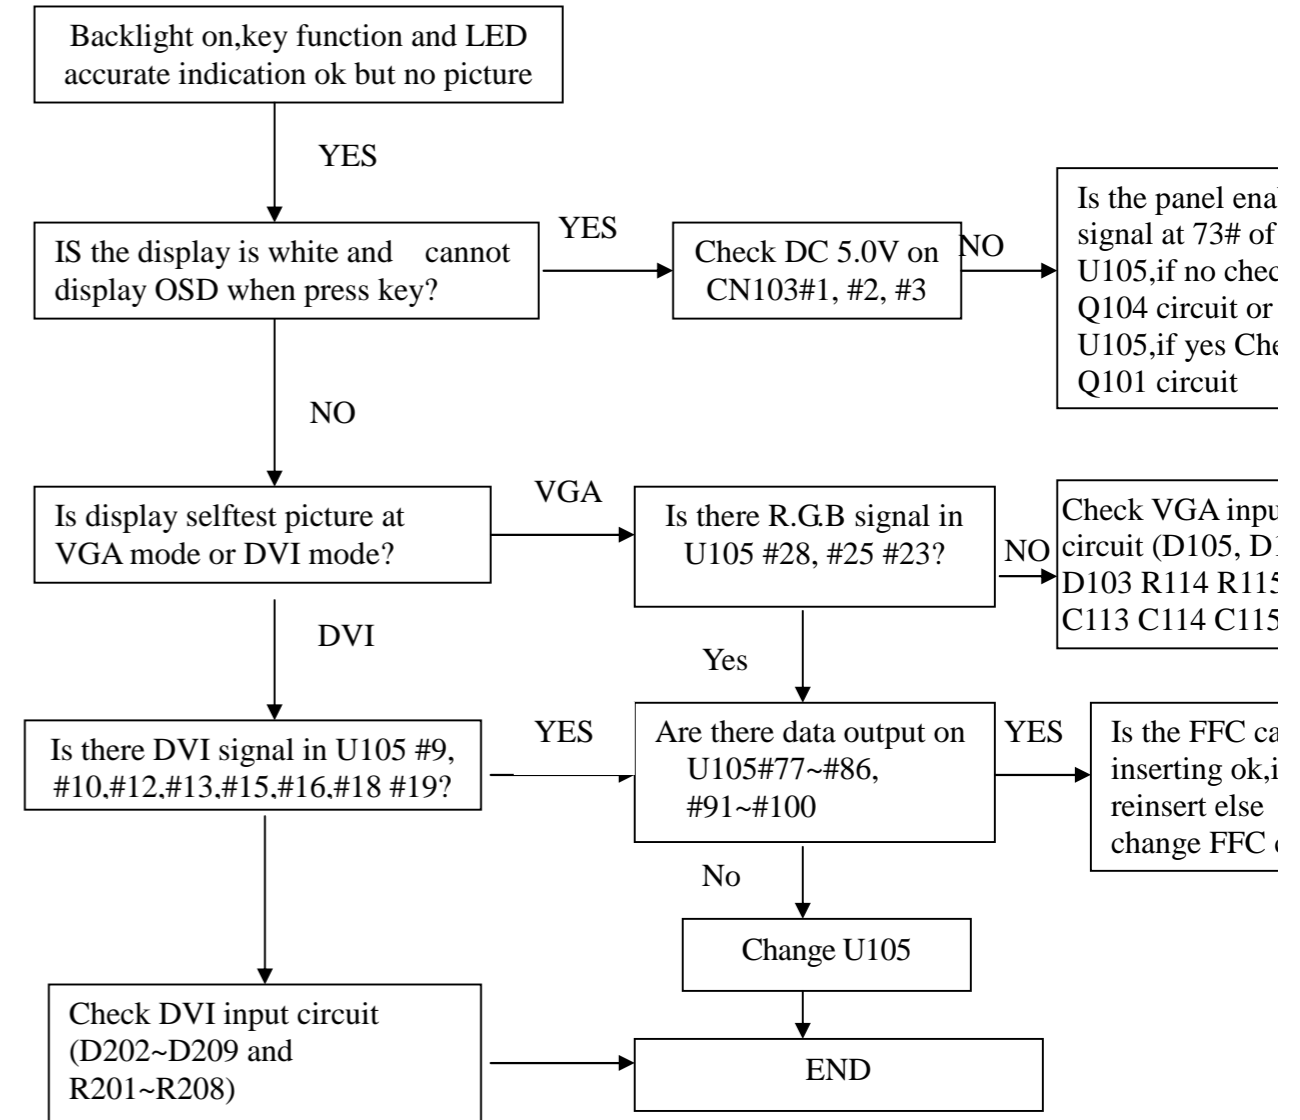 Backlight on,key function and LED
accurate indication ok but no picture
YES
IS the display is white and cannot
display OSD when press key?
YES
Check DC 5.0V on
CN103#1, #2, #3
NO
Is the panel
signal at 73# of
U105,if no
Q104 circuit or
U105,if yes
Q101 circuit
NO
Is display selftest picture at
VGA mode or DVI mode?
VGA
Is there R.G.B signal in
U105 #28, #25 #23?
NO
Check VGA
circuit (D105,
D103 R114 R115
C113 C114 C115
DVI
Yes
Is there DVI signal in U105 #9,
#10,#12,#13,#15,#16,#18 #19?
YES
Are there data output on
U105#77~#86,
#91~#100
YES
Is the FFC
inserting
reinsert else
change FFC
No
Change U105
Check DVI input circuit
(D202~D209 and
R201~R208)
END